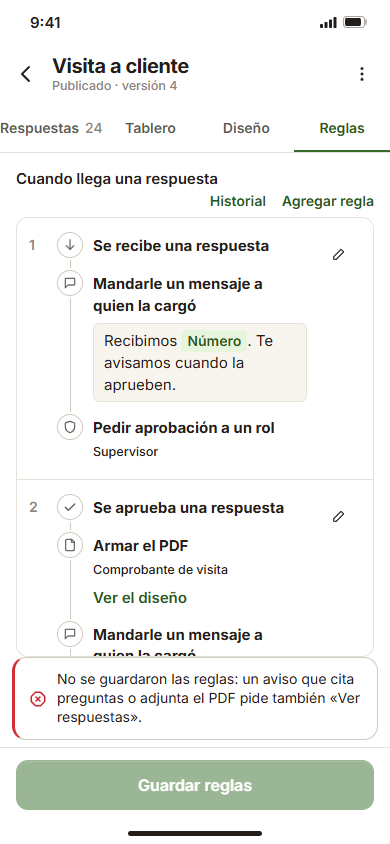 9:41
Visita a cliente
Publicado · versión 4
Respuestas 24 Tablero Diseño Reglas
Cuando llega una respuesta
Historial Agregar regla
1 Se recibe una respuesta
Mandarle un mensaje a
quien la cargó
Recibimos Número. Te
avisamos cuando la
aprueben.
Pedir aprobación a un rol
Supervisor
2 Se aprueba una respuesta
Armar el PDF
Comprobante de visita
Ver el diseño
Mandarle un mensaje a
quien la cargó
No se guardaron las reglas: un aviso que cita
preguntas o adjunta el PDF pide también «Ver
respuestas».
Guardar reglas